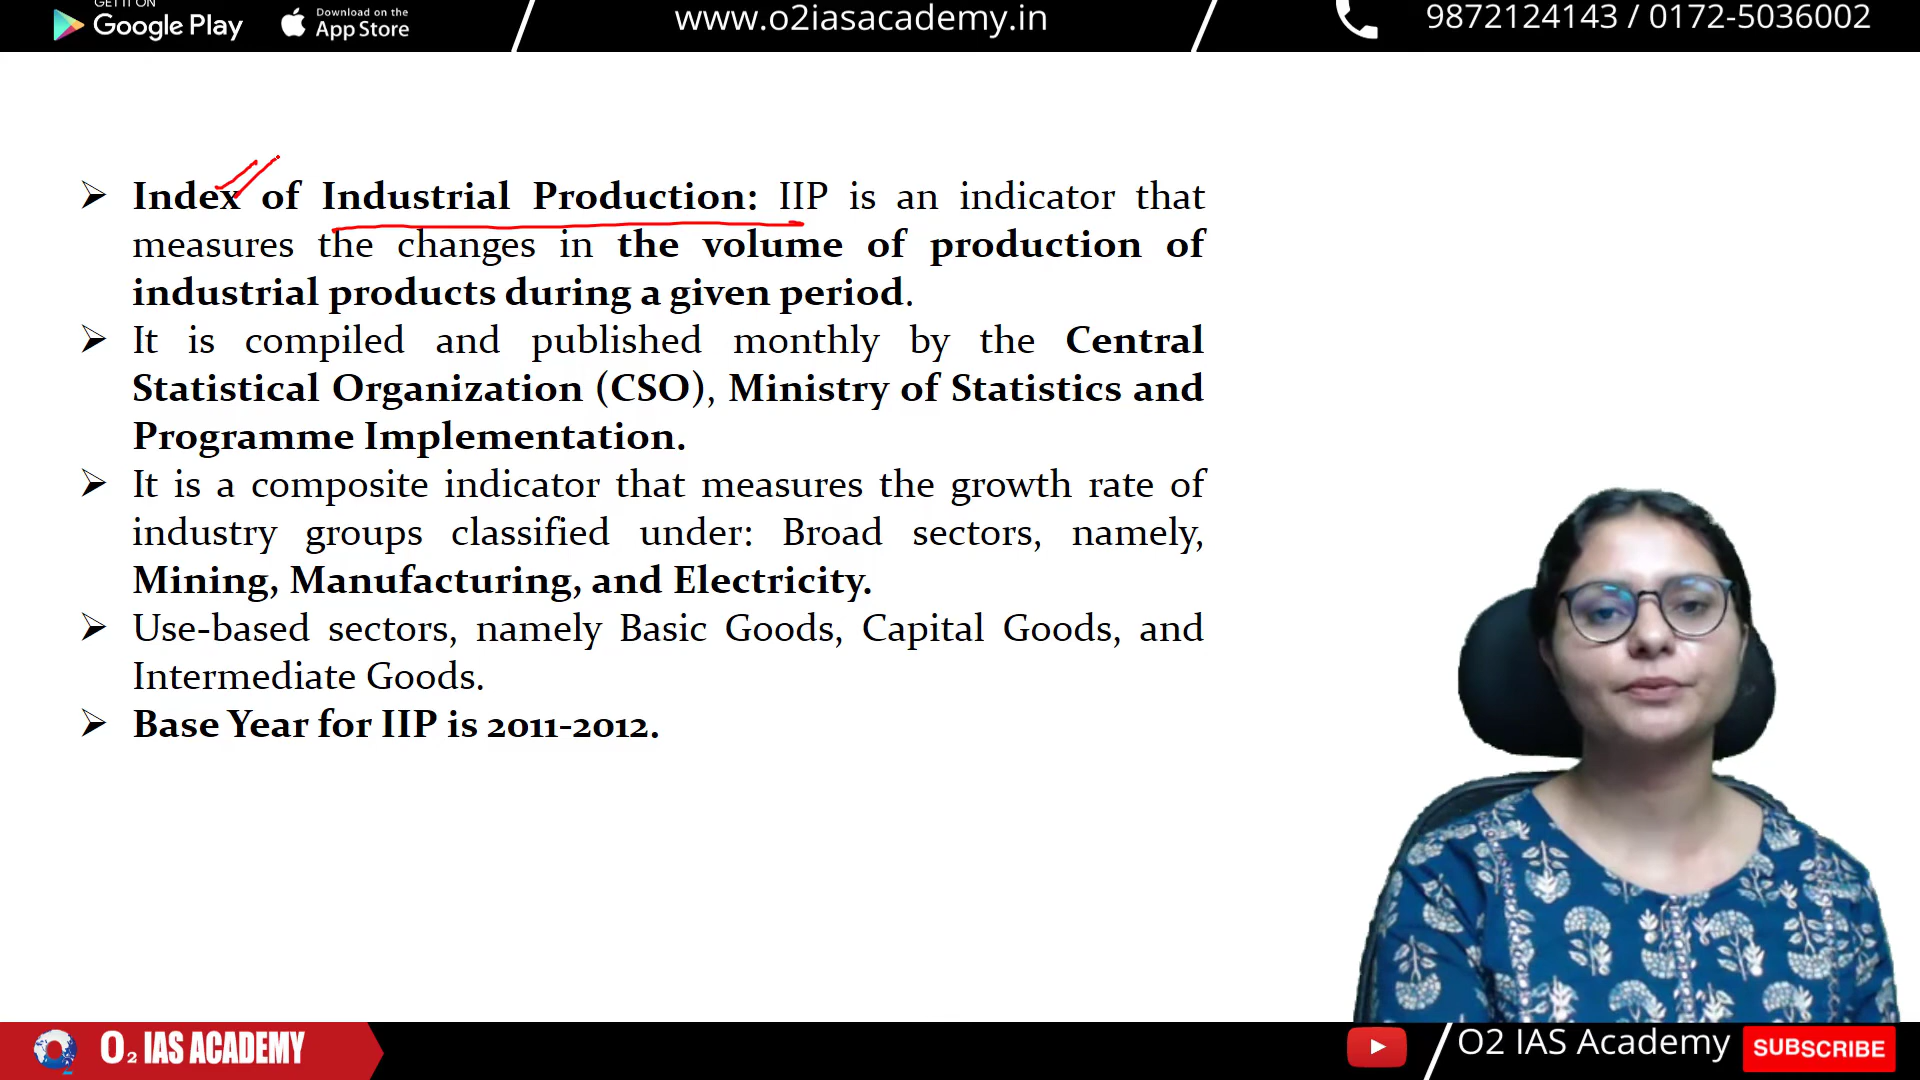 GET IT ON
Google Play
Download on the
App Store
www.o2iasacademy.in
9872124143 / 0172-5036002
➢ Index of Industrial Production: IIP is an indicator that
measures the changes in the volume of production of
industrial products during a given period.
➢ It is compiled and published monthly by the Central
Statistical Organization (CSO), Ministry of Statistics and
Programme Implementation.
➢ It is a composite indicator that measures the growth rate of
industry groups classified under: Broad sectors, namely,
Mining, Manufacturing, and Electricity.
➢ Use-based sectors, namely Basic Goods, Capital Goods, and
Intermediate Goods.
➢ Base Year for IIP is 2011-2012.
O2 IAS ACADEMY
O2 IAS Academy
SUBSCRIBE